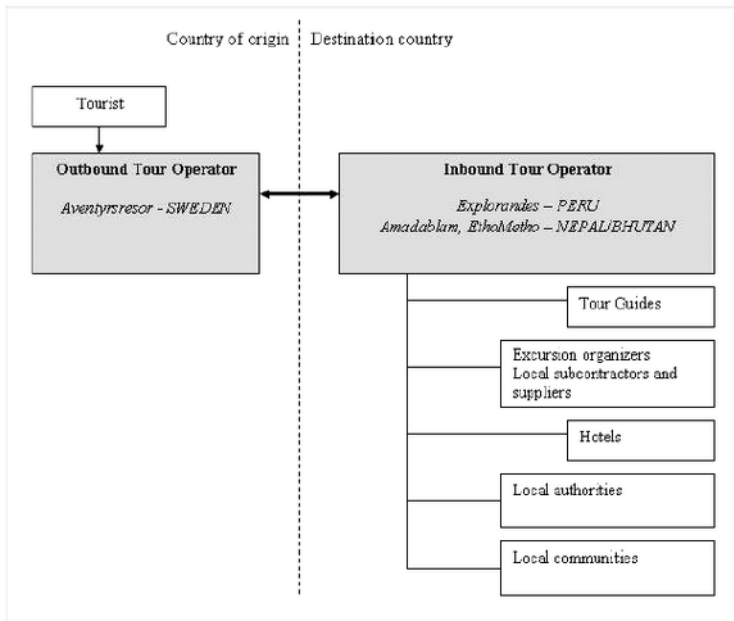 Country of origin
Destination country
Tourist
Outbound Tour Operator
Aventyrsresor - SWEDEN
Inbound Tour Operator
Explorandes – PERU
Amadablam, EthoMetho – NEPAL/BHUTAN
Tour Guides
Excursion organizers
Local subcontractors and
suppliers
Hotels
Local authorities
Local communities